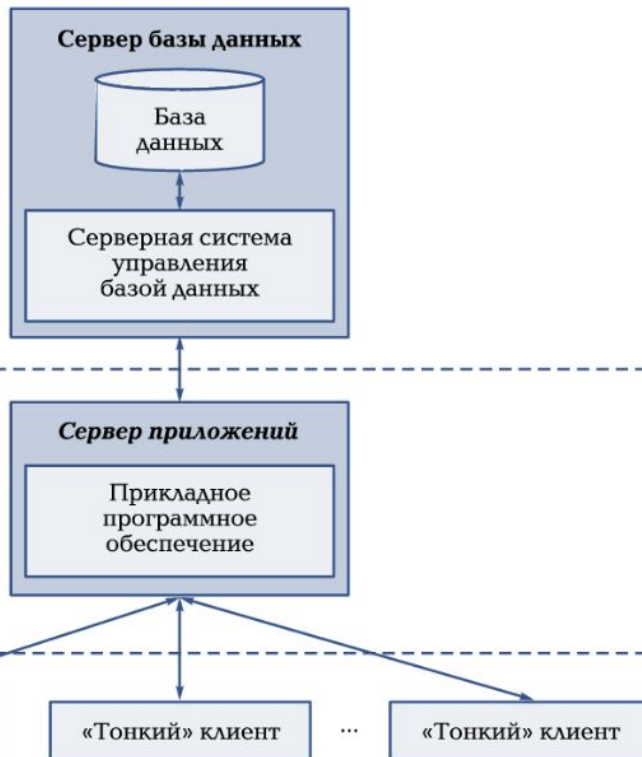 Сервер базы данных
База
данных
Серверная система
управления
базой данных
Сервер приложений
Прикладное
программное
обеспечение
«Тонкий» клиент
...
«Тонкий» клиент